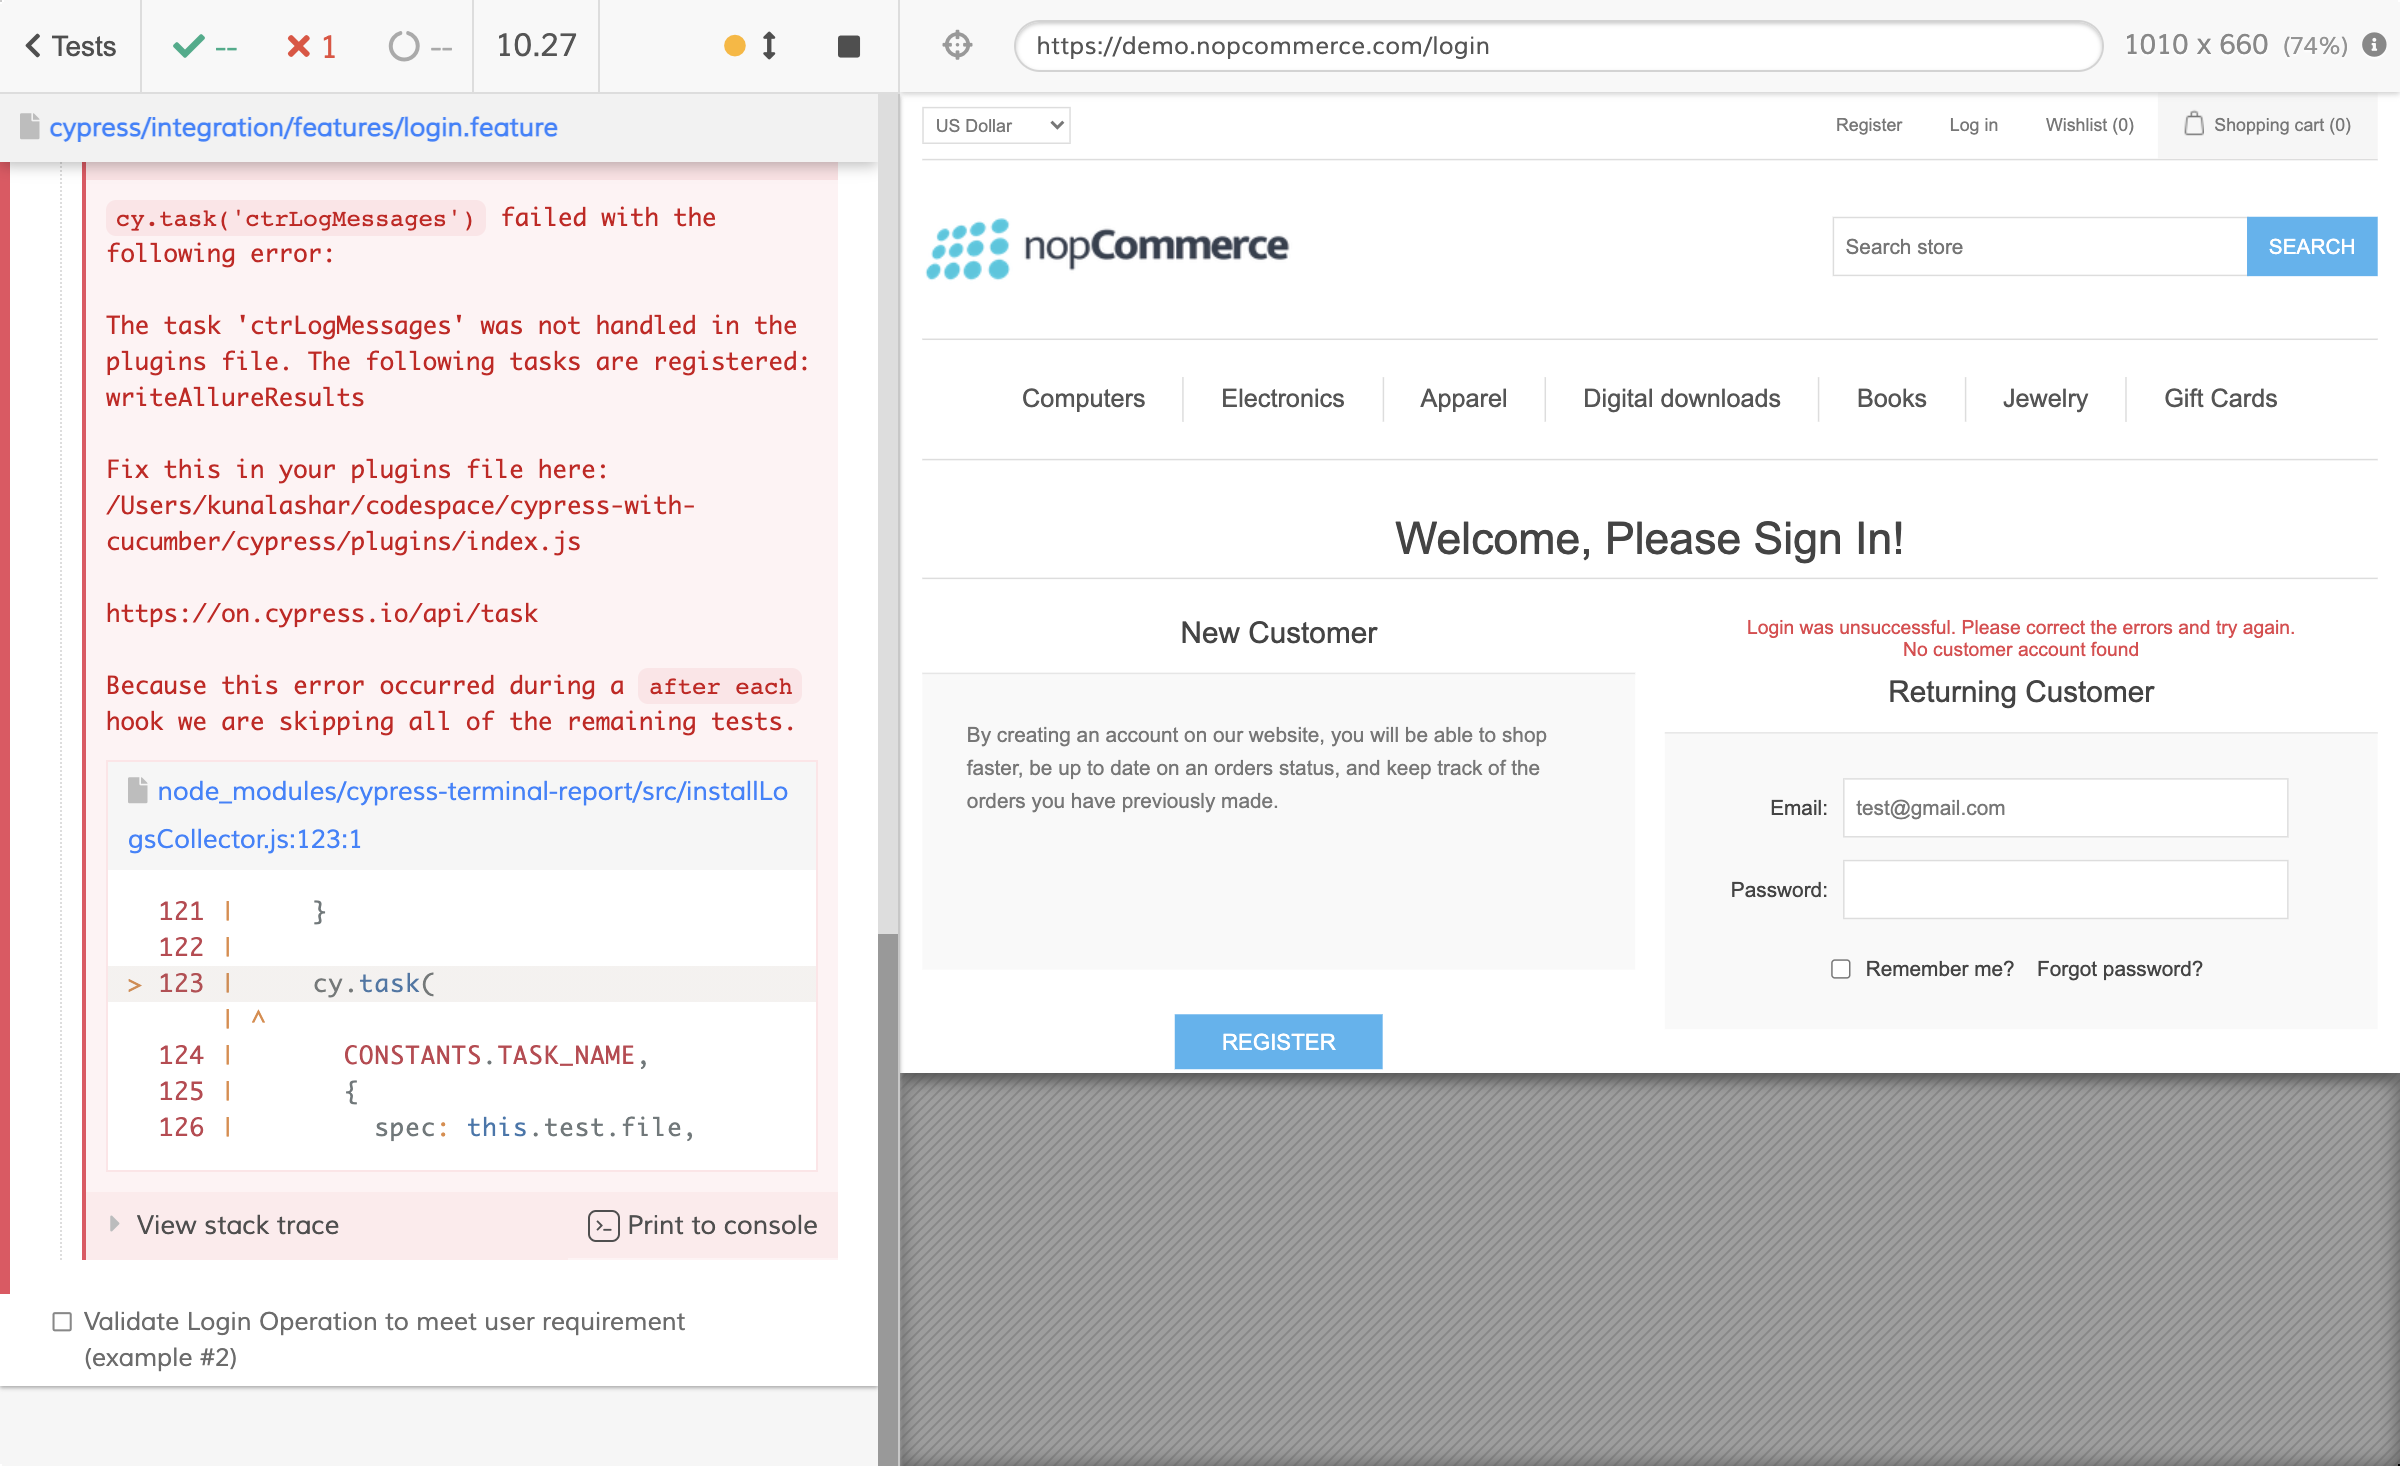 Tests
--
1
--
10.27
https://demo.nopcommerce.com/login
1010 x 660 (74%)
cypress/integration/features/login.feature
cy.task('ctrLogMessages') failed with the
following error:
The task 'ctrLogMessages' was not handled in the
plugins file. The following tasks are registered:
writeAllureResults
Fix this in your plugins file here:
/Users/kunalashar/codespace/cypress-with-
cucumber/cypress/plugins/index.js
https://on.cypress.io/api/task
Because this error occurred during a after each
hook we are skipping all of the remaining tests.
node_modules/cypress-terminal-report/src/installLo
gsCollector.js:123:1
121 | }
122 |
> 123 | cy.task(
| ^
124 | CONSTANTS.TASK_NAME,
125 | {
126 | spec: this.test.file,
View stack trace
Print to console
Validate Login Operation to meet user requirement
(example #2)
US Dollar
Register
Log in
Wishlist (0)
Shopping cart (0)
nopCommerce
Search store
SEARCH
Computers
Electronics
Apparel
Digital downloads
Books
Jewelry
Gift Cards
Welcome, Please Sign In!
New Customer
By creating an account on our website, you will be able to shop
faster, be up to date on an orders status, and keep track of the
orders you have previously made.
REGISTER
Login was unsuccessful. Please correct the errors and try again.
No customer account found
Returning Customer
Email:
test@gmail.com
Password:
Remember me?
Forgot password?